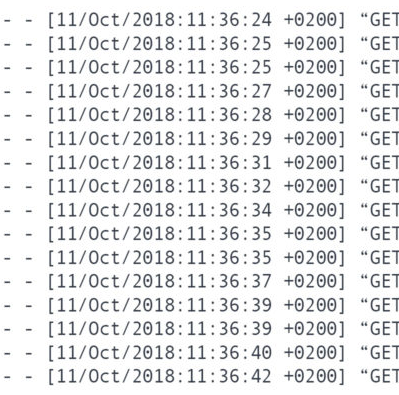 - - [11/Oct/2018:11:36:24 +0200] “GET
- - [11/Oct/2018:11:36:25 +0200] “GET
- - [11/Oct/2018:11:36:25 +0200] “GET
- - [11/Oct/2018:11:36:27 +0200] “GET
- - [11/Oct/2018:11:36:28 +0200] “GET
- - [11/Oct/2018:11:36:29 +0200] “GET
- - [11/Oct/2018:11:36:31 +0200] “GET
- - [11/Oct/2018:11:36:32 +0200] “GET
- - [11/Oct/2018:11:36:34 +0200] “GET
- - [11/Oct/2018:11:36:35 +0200] “GET
- - [11/Oct/2018:11:36:35 +0200] “GET
- - [11/Oct/2018:11:36:37 +0200] “GET
- - [11/Oct/2018:11:36:39 +0200] “GET
- - [11/Oct/2018:11:36:39 +0200] “GET
- - [11/Oct/2018:11:36:40 +0200] “GET
- - [11/Oct/2018:11:36:42 +0200] “GET